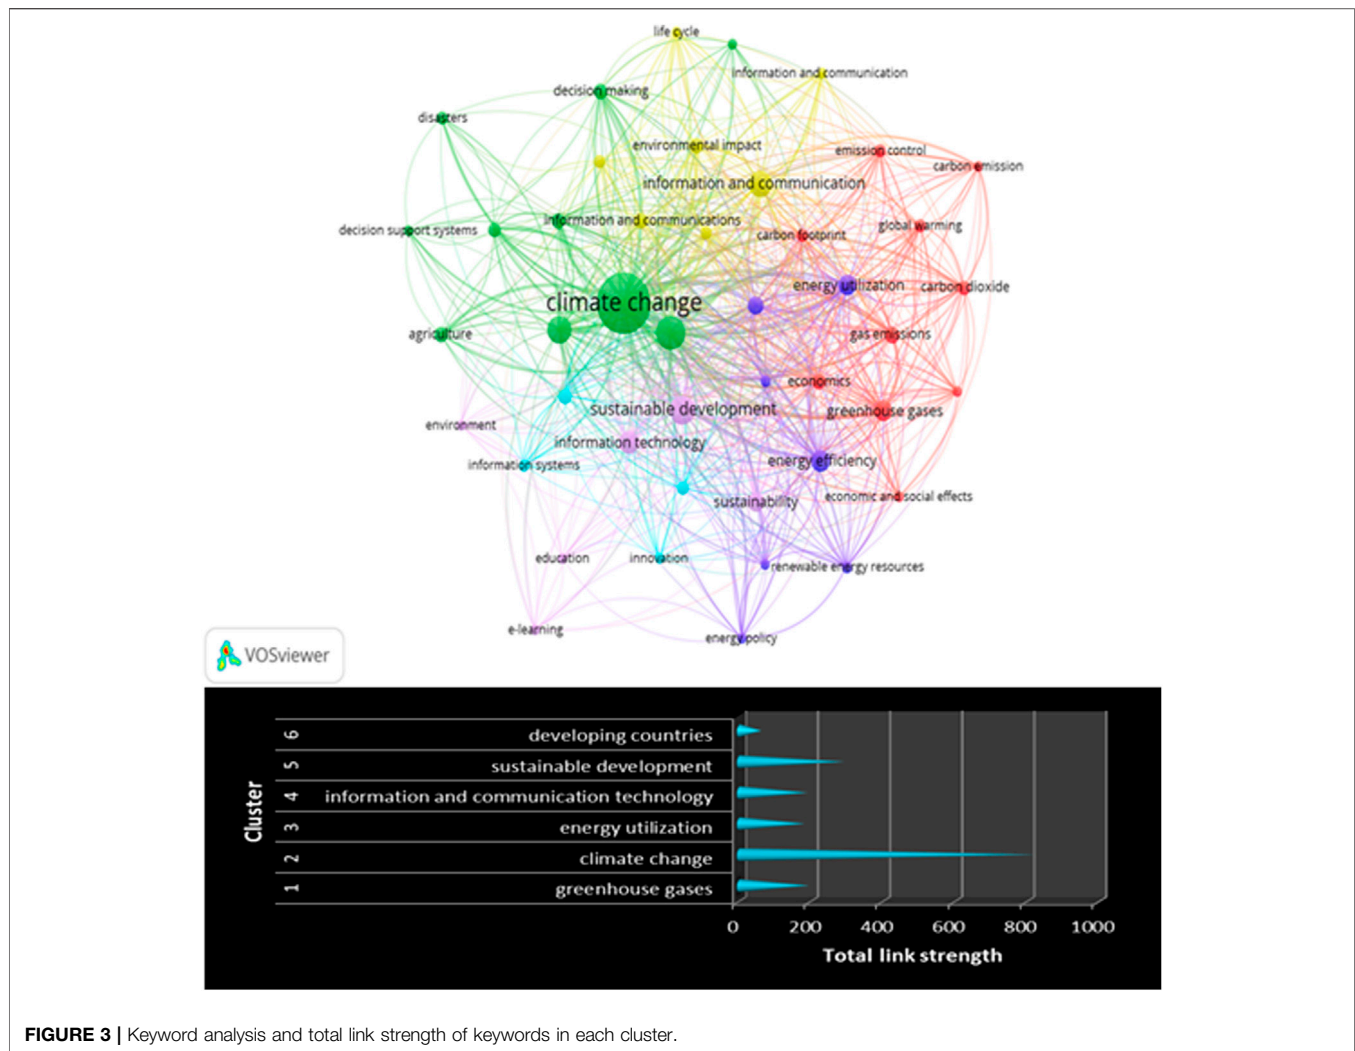 life cycle
information and communication
decision making
disasters
environmental impact
emission control
carbon emission
information and communication
information and communications
decision support systems
carbon footprint
global warming
energy utilization
carbon dioxide
climate change
agriculture
gas emissions
economics
sustainable development
greenhouse gases
environment
information technology
information systems
energy efficiency
sustainability
economic and social effects
education
innovation
renewable energy resources
e-learning
energy policy
VOSviewer
Cluster
6 developing countries
5 sustainable development
4 information and communication technology
3 energy utilization
2 climate change
1 greenhouse gases
0 200 400 600 800 1000
Total link strength
FIGURE 3 | Keyword analysis and total link strength of keywords in each cluster.